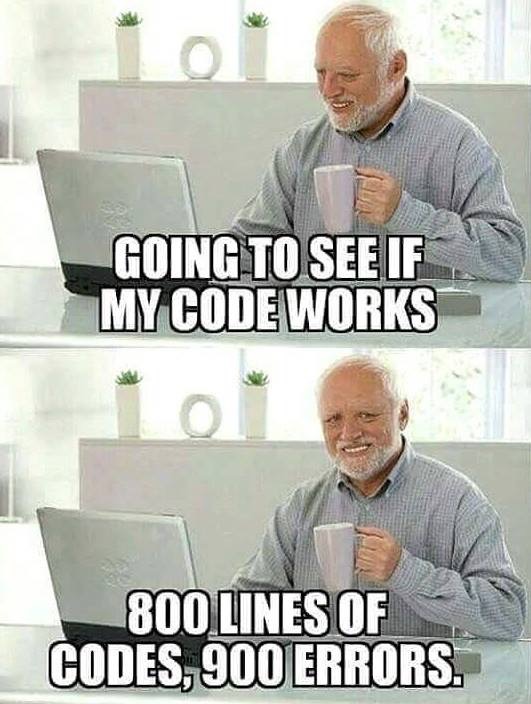 GOING TO SEE IF
MY CODE WORKS
800 LINES OF
CODES, 900 ERRORS.